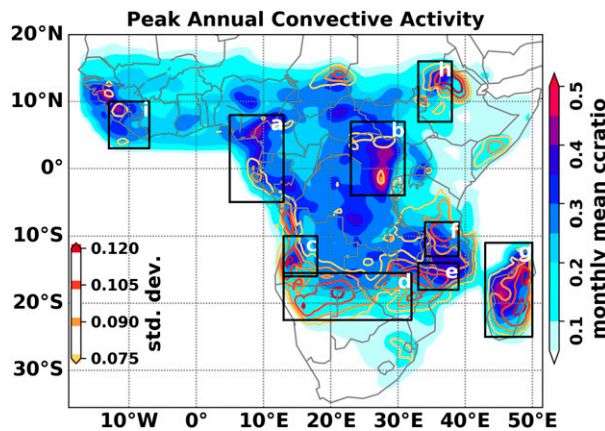 Peak Annual Convective Activity
20°N
10°N
0°
10°S
20°S
30°S
10°W
0°
10°E
20°E
30°E
40°E
50°E
a
b
c
d
e
f
g
h
i
0.120
0.105
0.090
0.075
std. dev.
0.5
0.4
0.3
0.2
0.1
monthly mean ccratio